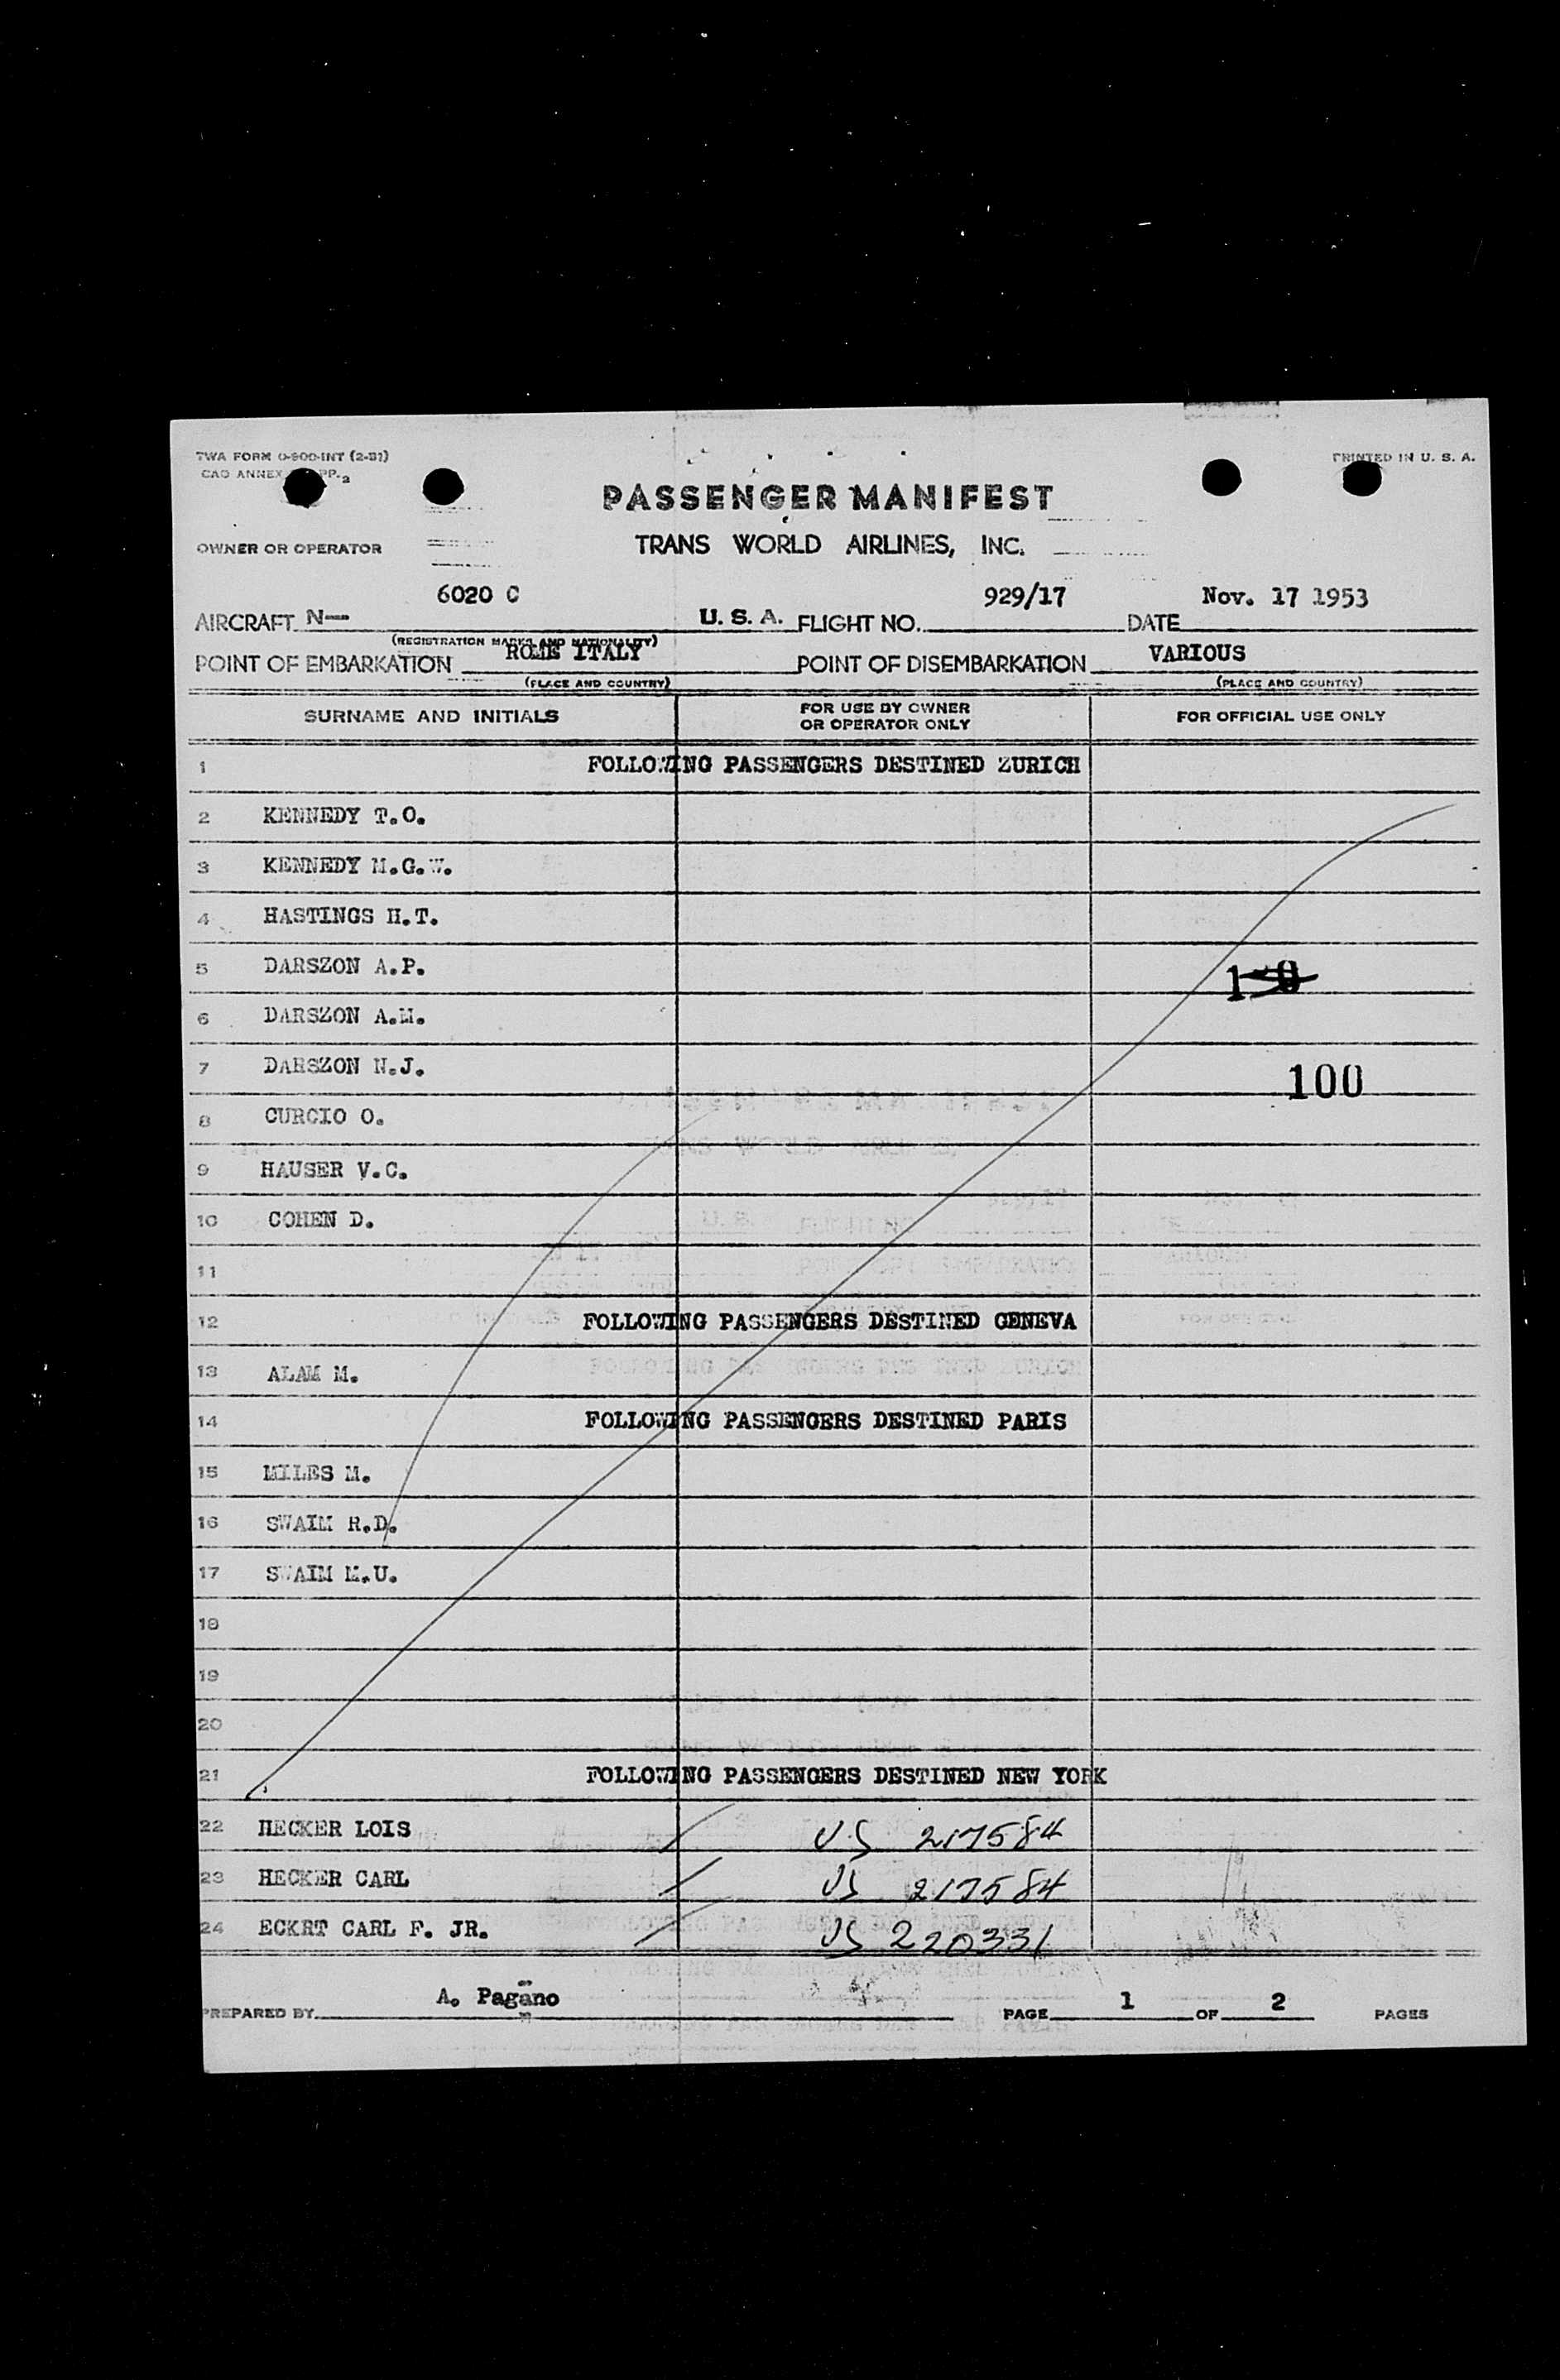 TWA FORM O-900-INT (2-51)
PRINTED IN U. S. A.
CAO ANNEX
PASSENGER MANIFEST
OWNER OR OPERATOR TRANS WORLD AIRLINES, INC.
6020 C 929/17 Nov. 17 1953
AIRCRAFT N— U. S. A. FLIGHT NO. DATE
(REGISTRATION MARKS AND NATIONALITY)
ROME ITALY VARIOUS
POINT OF EMBARKATION POINT OF DISEMBARKATION
(PLACE AND COUNTRY) (PLACE AND COUNTRY)
SURNAME AND INITIALS FOR USE BY OWNER OR OPERATOR ONLY FOR OFFICIAL USE ONLY
1 FOLLOWING PASSENGERS DESTINED ZURICH
2 KENNEDY T.O.
3 KENNEDY M.G.W.
4 HASTINGS H.T.
5 DARSZON A.P.
6 DARSZON A.M.
7 DARSZON N.J. 100
8 CURCIO O.
9 HAUSER V.C.
10 COHEN D.
11
12 FOLLOWING PASSENGERS DESTINED GENEVA
13 ALAM M.
14 FOLLOWING PASSENGERS DESTINED PARIS
15 MILES M.
16 SWAIM R.D.
17 SWAIM M.U.
18
19
20
21 FOLLOWING PASSENGERS DESTINED NEW YORK
22 HECKER LOIS / US 217584
23 HECKER CARL / US 217584
24 ECKRT CARL F. JR. / US 220331
A. Pagano 1 2
PREPARED BY PAGE OF PAGES